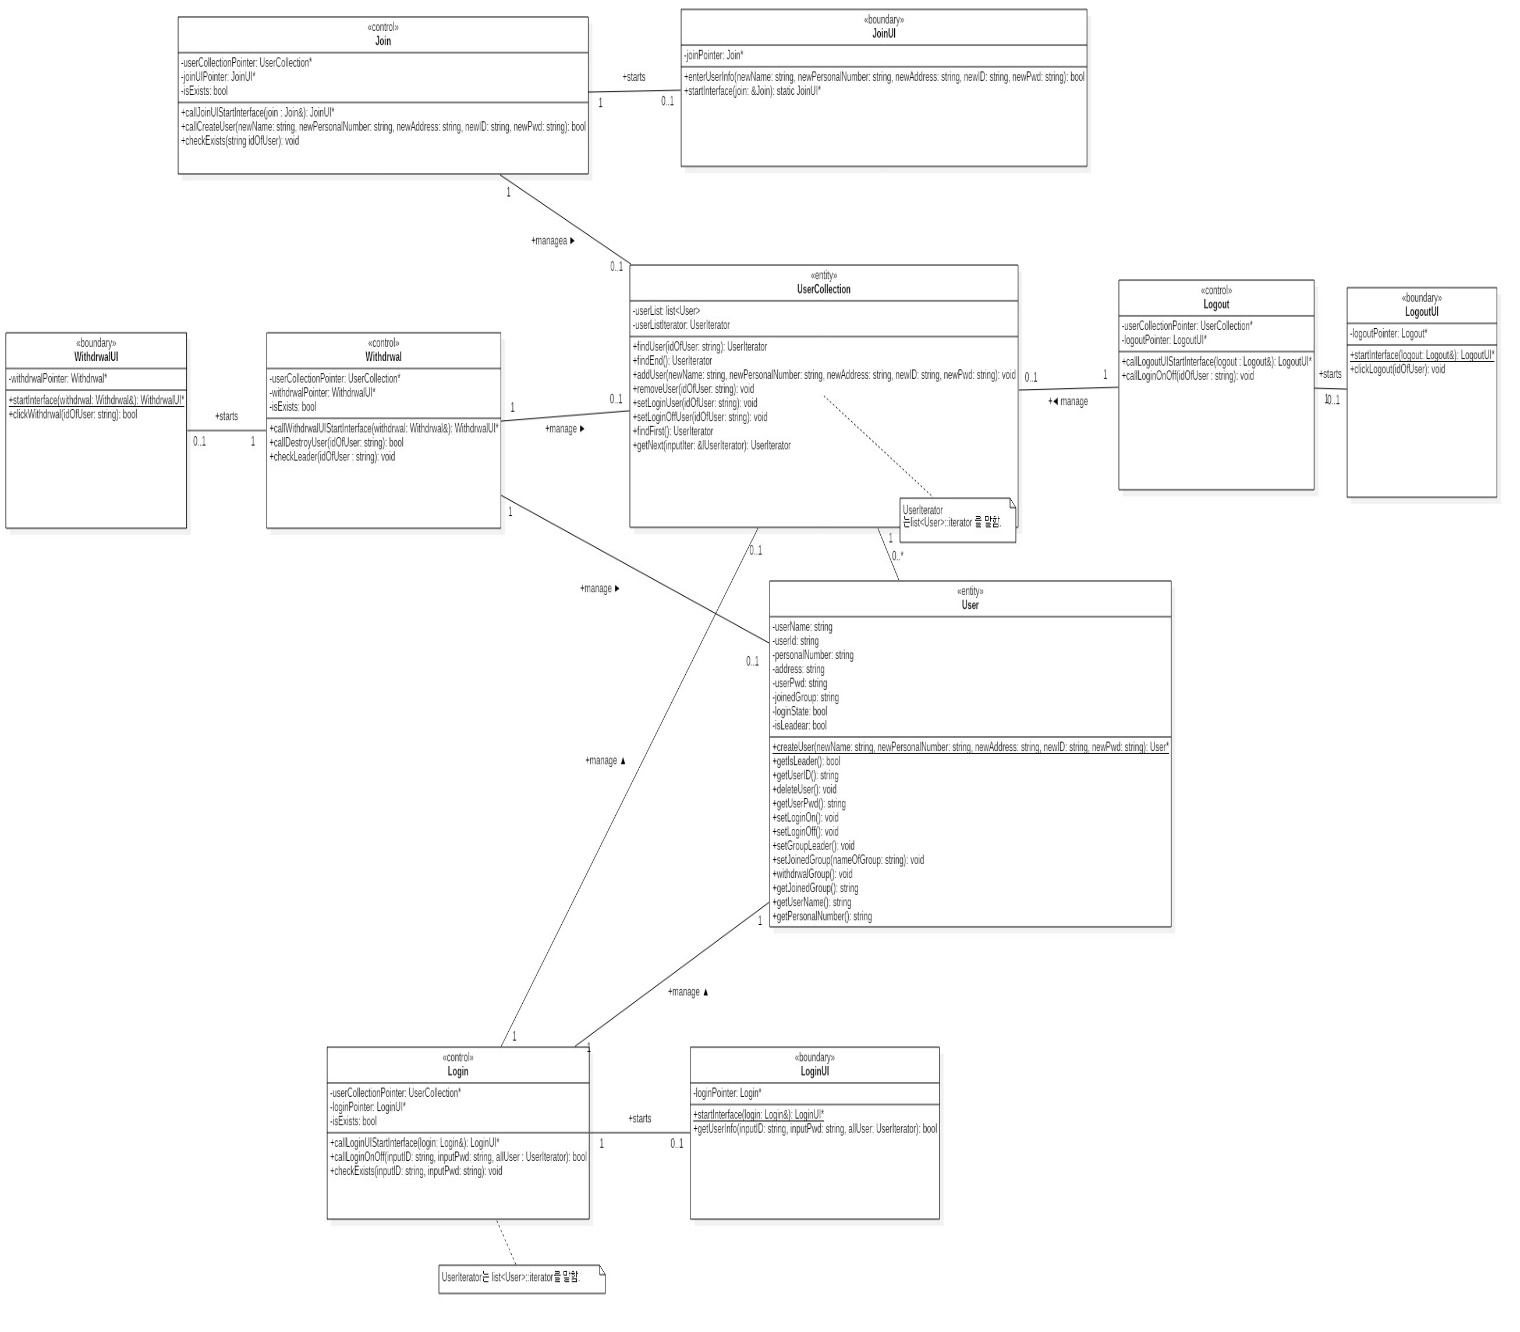 «control»
Join
-userCollectionPointer: UserCollection*
-joinUIPointer: JoinUI*
-isExists: bool
+callJoinUIStartInterface(join : Join&): JoinUI*
+callCreateUser(newName: string, newPersonalNumber: string, newAddress: string, newID: string, newPwd: string): bool
+checkExists(string idOfUser): void
+starts
1
0..1
«boundary»
JoinUI
-joinPointer: Join*
+enterUserInfo(newName: string, newPersonalNumber: string, newAddress: string, newID: string, newPwd: string): bool
+startInterface(join: &Join): static JoinUI*
1
+managea ▶
0..1
«entity»
UserCollection
-userList: list<User>
-userListIterator: UserIterator
+findUser(idOfUser: string): UserIterator
+findEnd(): UserIterator
+addUser(newName: string, newPersonalNumber: string, newAddress: string, newID: string, newPwd: string): void
+removeUser(idOfUser: string): void
+setLoginUser(idOfUser: string): void
+setLoginOffUser(idOfUser: string): void
+findFirst(): UserIterator
+getNext(inputIter: &lUserIterator): UserIterator
UserIterator
는list<User>::iterator 를 말함.
«control»
Logout
-userCollectionPointer: UserCollection*
-logoutPointer: LogoutUI*
+callLogoutUIStartInterface(logout : Logout&): LogoutUI*
+callLoginOnOff(idOfUser : string): void
0..1
1
+◀ manage
+starts
1
0..1
«boundary»
LogoutUI
-logoutPointer: Logout*
+startInterface(logout: Logout&): LogoutUI*
+clickLogout(idOfUser): void
«boundary»
WithdrwalUI
-withdrwalPointer: Withdrwal*
+startInterface(withdrwal: Withdrwal&): WithdrwalUI*
+clickWithdrwal(idOfUser: string): bool
+starts
0..1
1
«control»
Withdrwal
-userCollectionPointer: UserCollection*
-withdrwalPointer: WithdrwalUI*
-isExists: bool
+callWithdrwalUIStartInterface(withdrwal: Withdrwal&): WithdrwalUI*
+callDestroyUser(idOfUser: string): bool
+checkLeader(idOfUser : string): void
1
0..1
+manage ▶
1
+manage ▶
0..1
0..1
1
0..*
«entity»
User
-userName: string
-userId: string
-personalNumber: string
-address: string
-userPwd: string
-joinedGroup: string
-loginState: bool
-isLeadear: bool
+createUser(newName: string, newPersonalNumber: string, newAddress: string, newID: string, newPwd: string): User*
+getIsLeader(): bool
+getUserID(): string
+deleteUser(): void
+getUserPwd(): string
+setLoginOn(): void
+setLoginOff(): void
+setGroupLeader(): void
+setJoinedGroup(nameOfGroup: string): void
+withdrwalGroup(): void
+getJoinedGroup(): string
+getUserName(): string
+getPersonalNumber(): string
+manage ▲
1
+manage ▲
1
1
«control»
Login
-userCollectionPointer: UserCollection*
-loginPointer: LoginUI*
-isExists: bool
+callLoginUIStartInterface(login: Login&): LoginUI*
+callLoginOnOff(inputID: string, inputPwd: string, allUser : UserIterator): bool
+checkExists(inputID: string, inputPwd: string): void
+starts
1
0..1
«boundary»
LoginUI
-loginPointer: Login*
+startInterface(login: Login&): LoginUI*
+getUserInfo(inputID: string, inputPwd: string, allUser: UserIterator): bool
UserIterator는 list<User>::iterator를 말함.